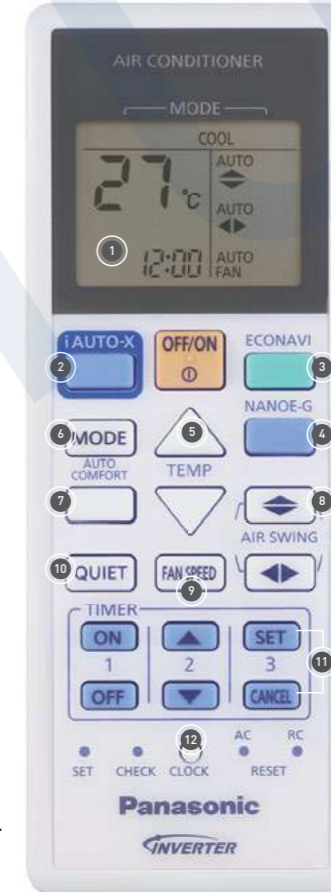 AIR CONDITIONER
MODE
COOL
27 °C
AUTO
AUTO
1
12:00
AUTO
FAN
iAUTO-X
OFF/ON
ECONAVI
2
3
NANOE-G
4
6 MODE
5
AUTO
COMFORT
TEMP
7
8
AIR SWING
10 QUIET
FAN SPEED
9
TIMER
ON
SET
1 2 3
11
OFF
CANCEL
12
AC RC
SET CHECK CLOCK RESET
Panasonic
INVERTER